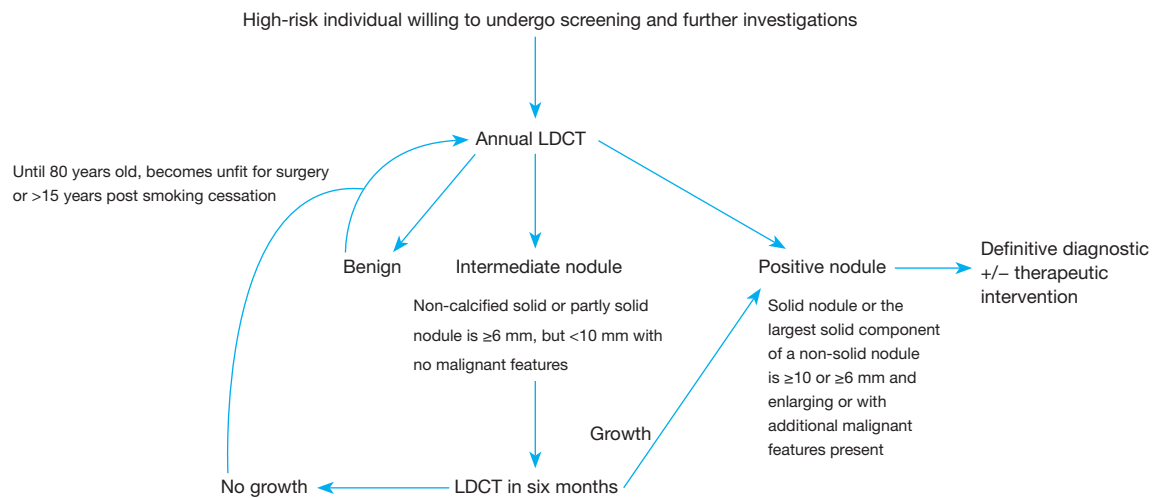 High-risk individual willing to undergo screening and further investigations
Annual LDCT
Until 80 years old, becomes unfit for surgery
or >15 years post smoking cessation
Benign
Intermediate nodule
Positive nodule
Definitive diagnostic
+/− therapeutic
intervention
Non-calcified solid or partly solid
nodule is ≥6 mm, but <10 mm with
no malignant features
Solid nodule or the
largest solid component
of a non-solid nodule
is ≥10 or ≥6 mm and
enlarging or with
additional malignant
features present
Growth
No growth
LDCT in six months